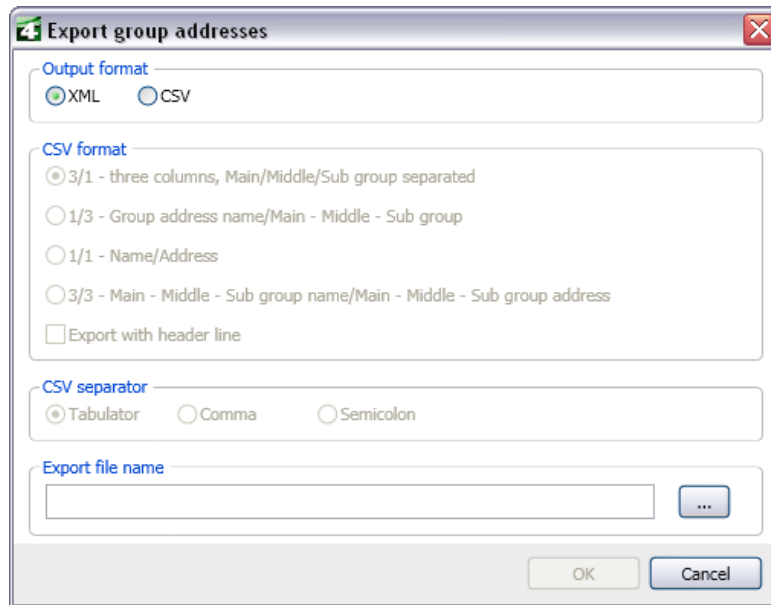 4 Export group addresses
Output format
XML CSV
CSV format
3/1 - three columns, Main/Middle/Sub group separated
1/3 - Group address name/Main - Middle - Sub group
1/1 - Name/Address
3/3 - Main - Middle - Sub group name/Main - Middle - Sub group address
Export with header line
CSV separator
Tabulator Comma Semicolon
Export file name
...
OK Cancel